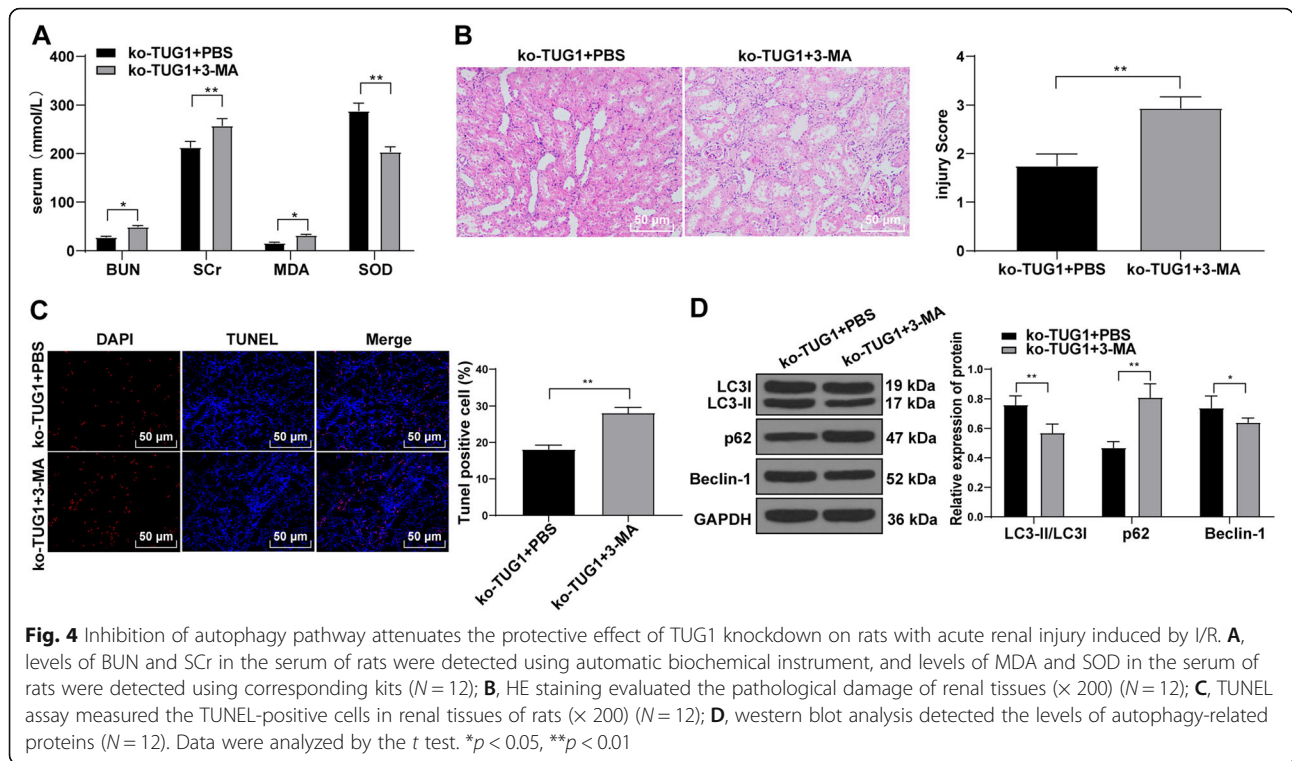 A
ko-TUG1+PBS
ko-TUG1+3-MA
serum (mmol/L)
400
300
200
100
0
*
**
*
**
BUN SCr MDA SOD
B
ko-TUG1+PBS ko-TUG1+3-MA
50 μm 50 μm
injury Score
4
3
2
1
0
**
ko-TUG1+PBS ko-TUG1+3-MA
C
DAPI TUNEL Merge
ko-TUG1+PBS
50 μm 50 μm 50 μm
ko-TUG1+3-MA
50 μm 50 μm 50 μm
Tunel positive cell (%)
40
30
20
10
0
**
ko-TUG1+PBS
ko-TUG1+3-MA
D
ko-TUG1+PBS
ko-TUG1+3-MA
LC3I 19 kDa
LC3-II 17 kDa
p62 47 kDa
Beclin-1 52 kDa
GAPDH 36 kDa
ko-TUG1+PBS
ko-TUG1+3-MA
Relative expression of protein
1.0
0.8
0.6
0.4
0.2
0.0
**
**
*
LC3-II/LC3I p62 Beclin-1
Fig. 4 Inhibition of autophagy pathway attenuates the protective effect of TUG1 knockdown on rats with acute renal injury induced by I/R. A,
levels of BUN and SCr in the serum of rats were detected using automatic biochemical instrument, and levels of MDA and SOD in the serum of
rats were detected using corresponding kits (N = 12); B, HE staining evaluated the pathological damage of renal tissues (× 200) (N = 12); C, TUNEL
assay measured the TUNEL-positive cells in renal tissues of rats (× 200) (N = 12); D, western blot analysis detected the levels of autophagy-related
proteins (N = 12). Data were analyzed by the t test. *p < 0.05, **p < 0.01